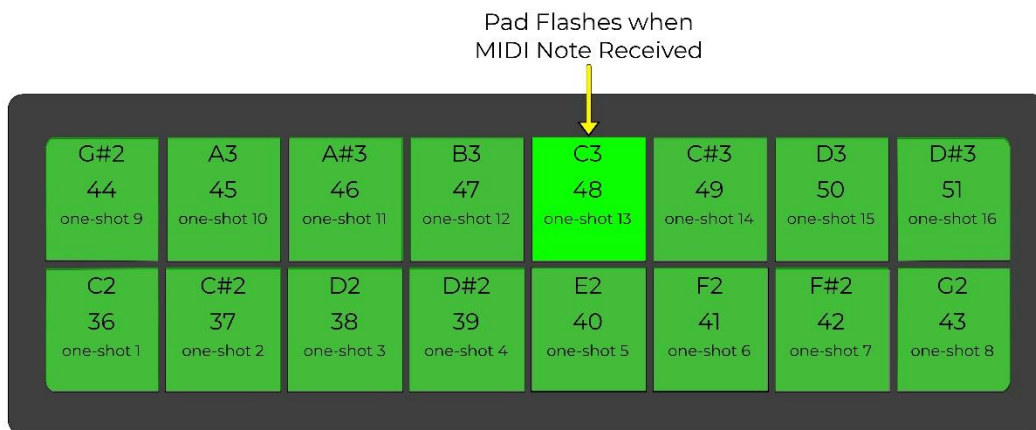 Pad Flashes when
MIDI Note Received
G#2 A3 A#3 B3 C3 C#3 D3 D#3
44 45 46 47 48 49 50 51
one-shot 9 one-shot 10 one-shot 11 one-shot 12 one-shot 13 one-shot 14 one-shot 15 one-shot 16
C2 C#2 D2 D#2 E2 F2 F#2 G2
36 37 38 39 40 41 42 43
one-shot 1 one-shot 2 one-shot 3 one-shot 4 one-shot 5 one-shot 6 one-shot 7 one-shot 8